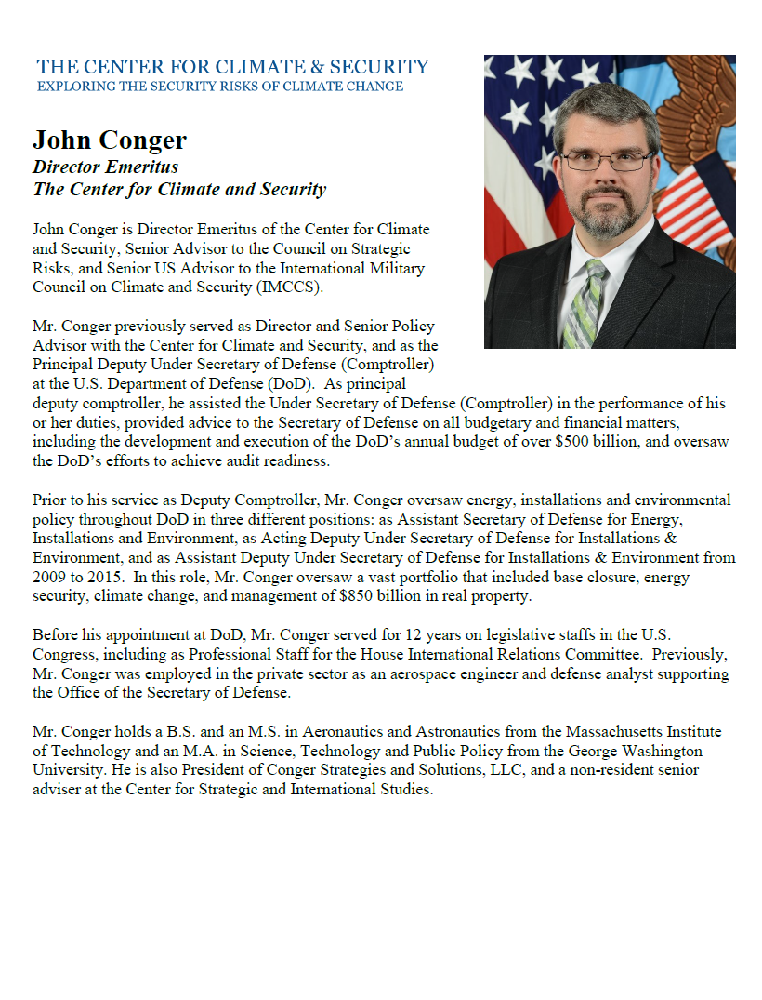 THE CENTER FOR CLIMATE & SECURITY
EXPLORING THE SECURITY RISKS OF CLIMATE CHANGE
John Conger
Director Emeritus
The Center for Climate and Security
John Conger is Director Emeritus of the Center for Climate
and Security, Senior Advisor to the Council on Strategic
Risks, and Senior US Advisor to the International Military
Council on Climate and Security (IMCCS).
Mr. Conger previously served as Director and Senior Policy
Advisor with the Center for Climate and Security, and as the
Principal Deputy Under Secretary of Defense (Comptroller)
at the U.S. Department of Defense (DoD).  As principal
deputy comptroller, he assisted the Under Secretary of Defense (Comptroller) in the performance of his
or her duties, provided advice to the Secretary of Defense on all budgetary and financial matters,
including the development and execution of the DoD’s annual budget of over $500 billion, and oversaw
the DoD’s efforts to achieve audit readiness.
Prior to his service as Deputy Comptroller, Mr. Conger oversaw energy, installations and environmental
policy throughout DoD in three different positions: as Assistant Secretary of Defense for Energy,
Installations and Environment, as Acting Deputy Under Secretary of Defense for Installations &
Environment, and as Assistant Deputy Under Secretary of Defense for Installations & Environment from
2009 to 2015.  In this role, Mr. Conger oversaw a vast portfolio that included base closure, energy
security, climate change, and management of $850 billion in real property.
Before his appointment at DoD, Mr. Conger served for 12 years on legislative staffs in the U.S.
Congress, including as Professional Staff for the House International Relations Committee.  Previously,
Mr. Conger was employed in the private sector as an aerospace engineer and defense analyst supporting
the Office of the Secretary of Defense.
Mr. Conger holds a B.S. and an M.S. in Aeronautics and Astronautics from the Massachusetts Institute
of Technology and an M.A. in Science, Technology and Public Policy from the George Washington
University. He is also President of Conger Strategies and Solutions, LLC, and a non-resident senior
adviser at the Center for Strategic and International Studies.